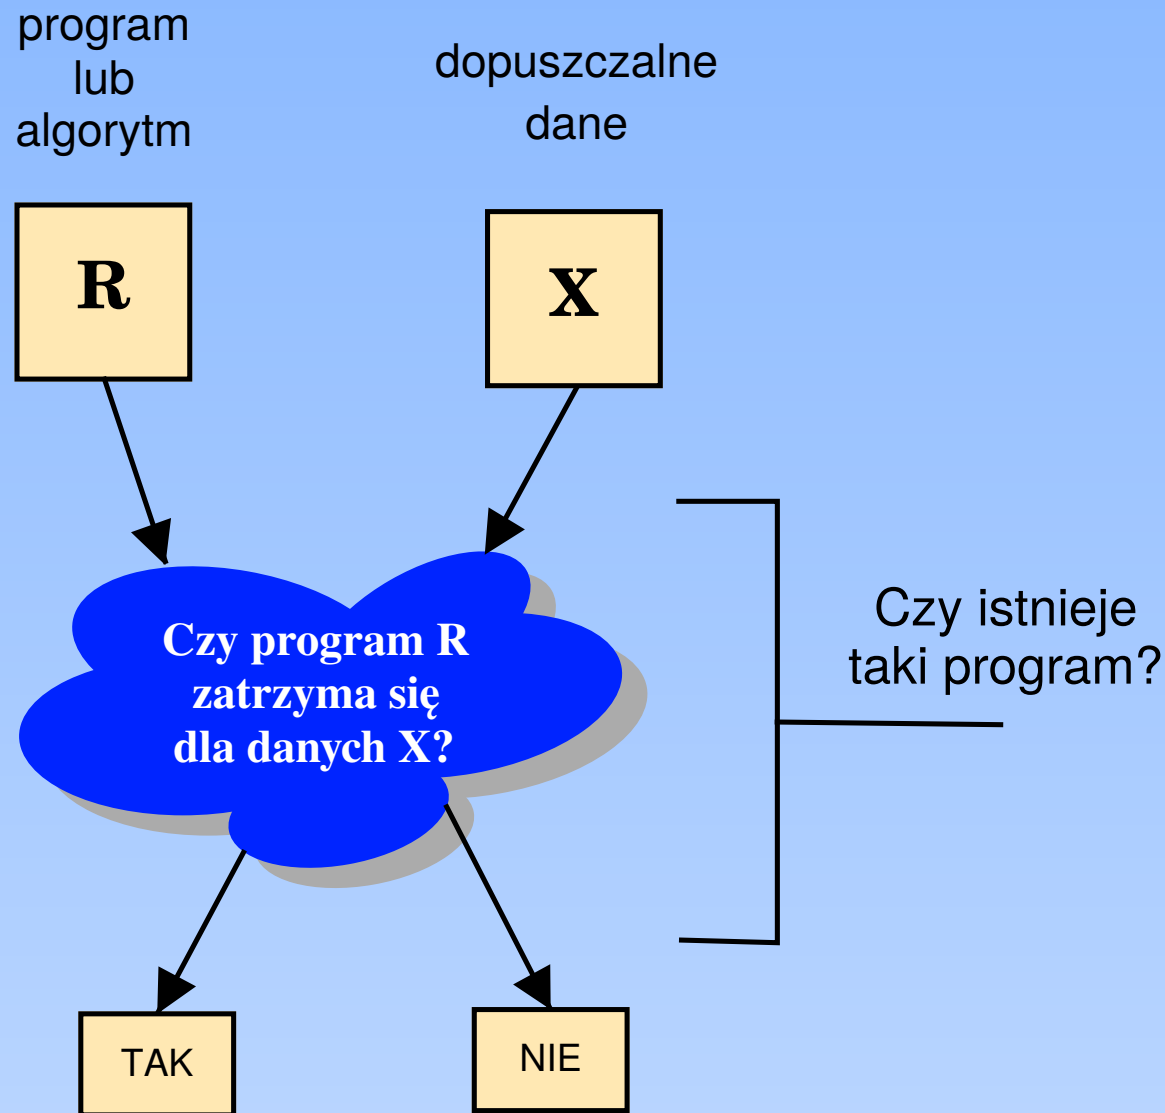 program
lub
algorytm
dopuszczalne
dane
R
X
Czy program R
zatrzyma się
dla danych X?
Czy istnieje
taki program?
TAK
NIE